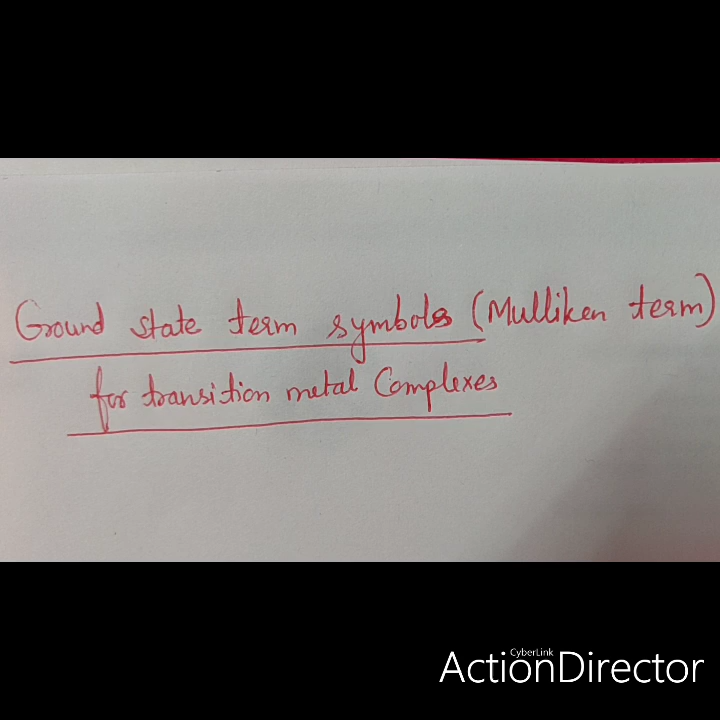 Ground state term symbols (Mulliken term)
for transition metal Complexes
CyberLink
ActionDirector